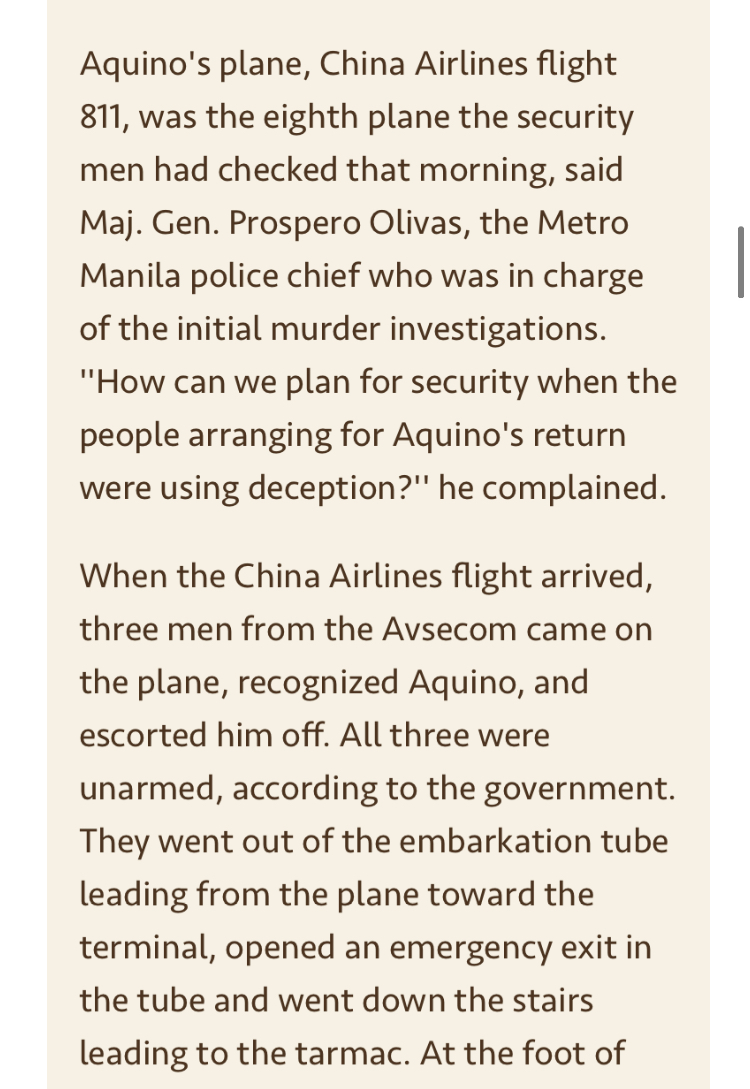 Aquino's plane, China Airlines flight
811, was the eighth plane the security
men had checked that morning, said
Maj. Gen. Prospero Olivas, the Metro
Manila police chief who was in charge
of the initial murder investigations.
''How can we plan for security when the
people arranging for Aquino's return
were using deception?'' he complained.
When the China Airlines flight arrived,
three men from the Avsecom came on
the plane, recognized Aquino, and
escorted him off. All three were
unarmed, according to the government.
They went out of the embarkation tube
leading from the plane toward the
terminal, opened an emergency exit in
the tube and went down the stairs
leading to the tarmac. At the foot of